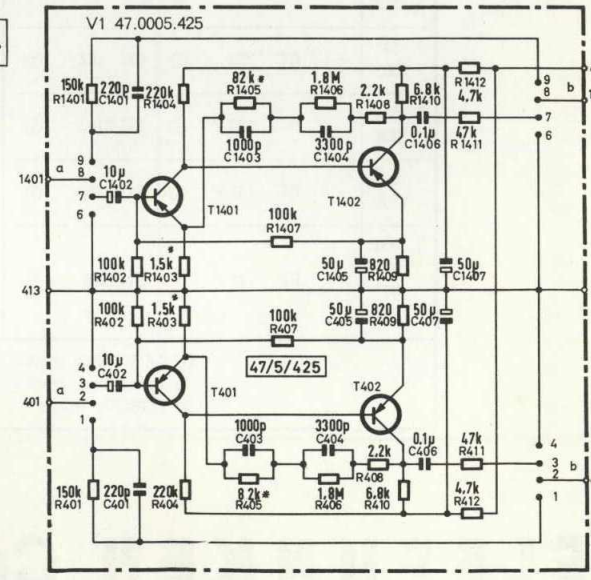 V1 47.0005.425
150k
R1401
220p
C1401
220k
R1404
82k*
R1405
1000p
C1403
1.8M
R1406
3300p
C1404
2.2k
R1408
6.8k
R1410
0,1µ
C1406
R1412
4.7k
47k
R1411
9
8
7
6
b
1401
a
9
8
7
6
10µ
C1402
T1401
T1402
100k
R1407
100k
R1402
*
1.5k
R1403
50µ
C1405
820
R1409
50µ
C1407
413
100k
R402
*
1.5k
R403
100k
R407
50µ
C405
820
R409
50µ
C407
47/5/425
401
a
4
3
2
1
10µ
C402
T401
T402
1000p
C403
8 2k*
R405
3300p
C404
1.8M
R406
2.2k
R408
6.8k
R410
0.1µ
C406
47k
R411
4.7k
R412
4
3
2
1
b
150k
R401
220p
C401
220k
R404